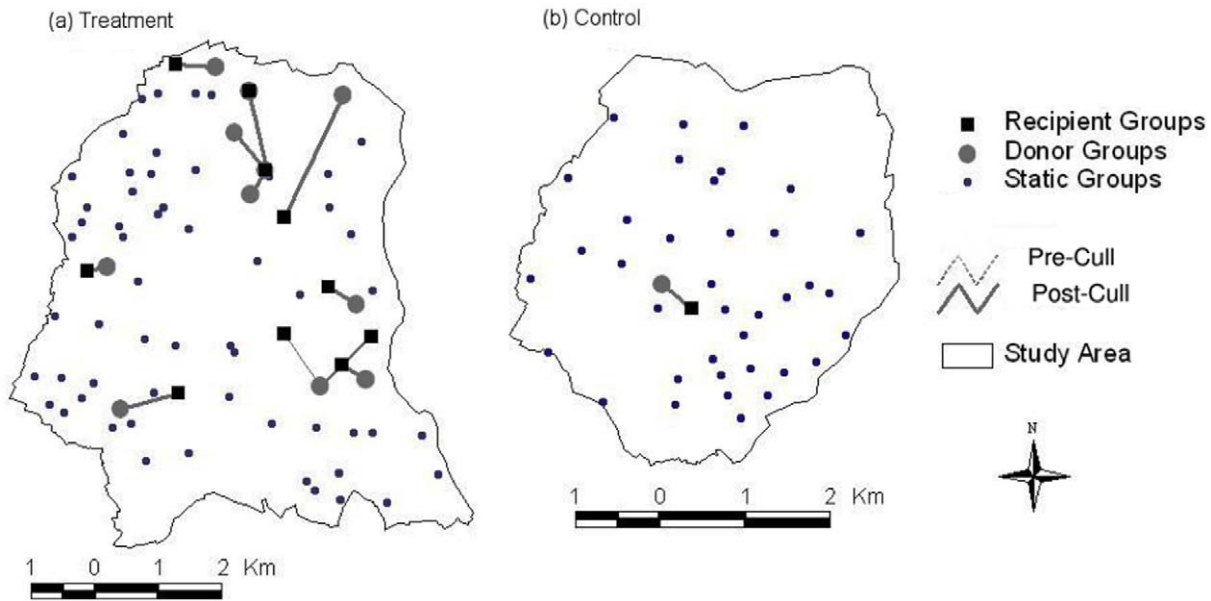 (a) Treatment
(b) Control
Recipient Groups
Donor Groups
Static Groups
Pre-Cull
Post-Cull
Study Area
N
1 0 1 2 Km
1 0 1 2 Km